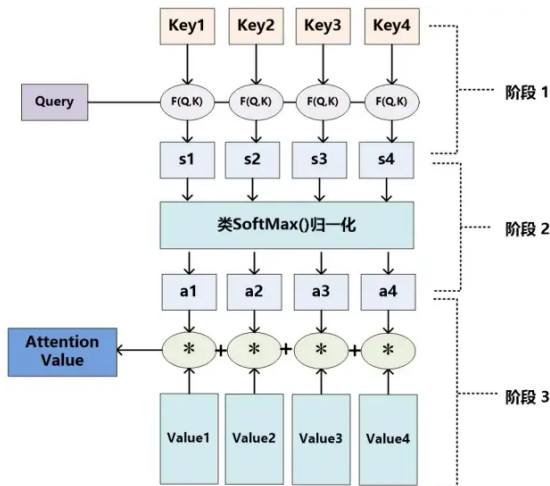 Key1 Key2 Key3 Key4
Query F(Q,K) F(Q,K) F(Q,K) F(Q,K) 阶段 1
s1 s2 s3 s4
类SoftMax()归一化 阶段 2
a1 a2 a3 a4
Attention
Value
* + * + * + *
Value1 Value2 Value3 Value4 阶段 3